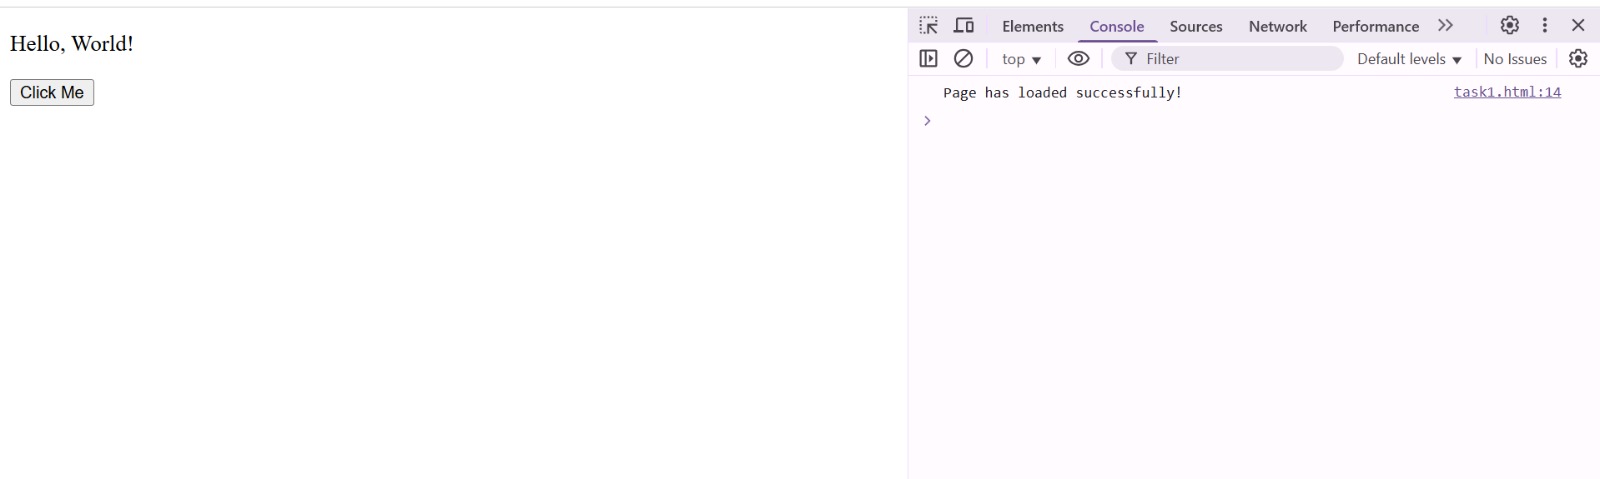 Hello, World!
Click Me
Elements Console Sources Network Performance
top Filter Default levels No Issues
Page has loaded successfully! task1.html:14